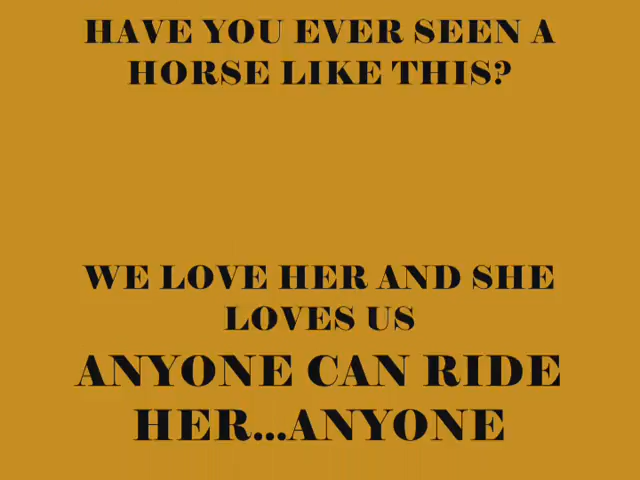 HAVE YOU EVER SEEN A
HORSE LIKE THIS?
WE LOVE HER AND SHE
LOVES US
ANYONE CAN RIDE
HER...ANYONE